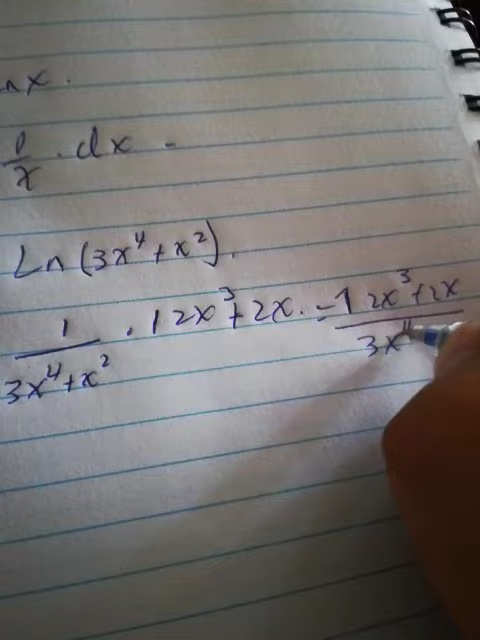 nx.
1/x . dx -
Ln(3x⁴+x²).
1/(3x⁴+x²) . 12x³+2x. = (12x³+2x)/(3x⁴